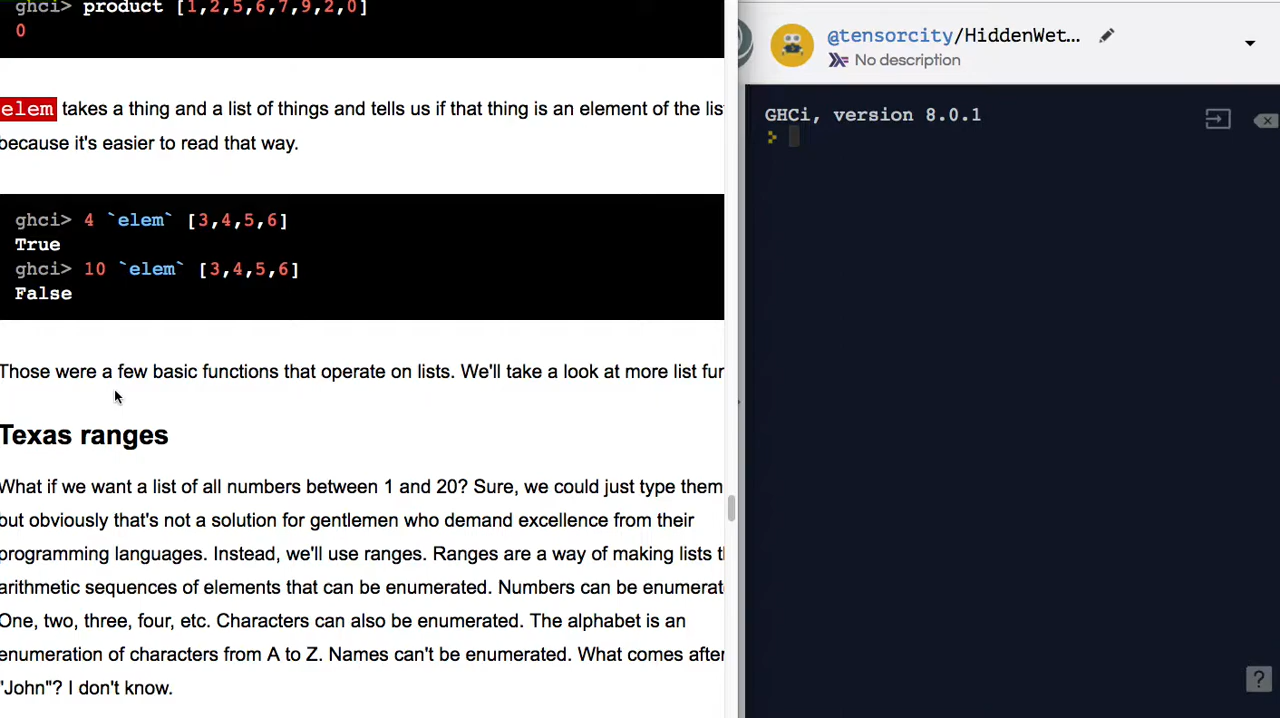 ghci> product [1,2,5,6,7,9,2,0]
0
elem takes a thing and a list of things and tells us if that thing is an element of the
because it's easier to read that way.
ghci> 4 `elem` [3,4,5,6]
True
ghci> 10 `elem` [3,4,5,6]
False
Those were a few basic functions that operate on lists. We'll take a look at more list
Texas ranges
What if we want a list of all numbers between 1 and 20? Sure, we could just type them
but obviously that's not a solution for gentlemen who demand excellence from their
programming languages. Instead, we'll use ranges. Ranges are a way of making lists
arithmetic sequences of elements that can be enumerated. Numbers can be
One, two, three, four, etc. Characters can also be enumerated. The alphabet is an
enumeration of characters from A to Z. Names can't be enumerated. What comes after
"John"? I don't know.
@tensorcity/HiddenWet...
No description
GHCi, version 8.0.1
>
?